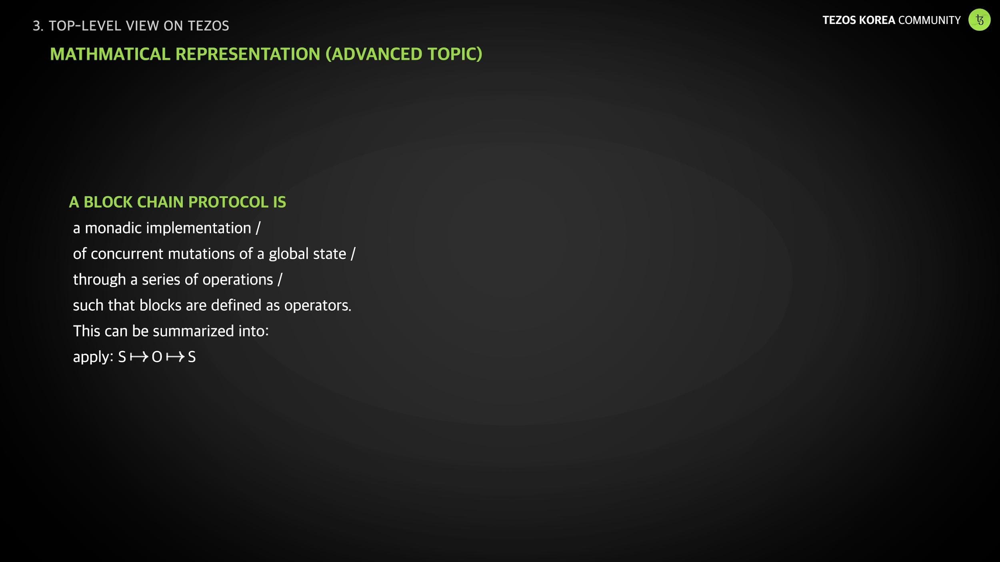 3. TOP-LEVEL VIEW ON TEZOS
TEZOS KOREA COMMUNITY
MATHMATICAL REPRESENTATION (ADVANCED TOPIC)
A BLOCK CHAIN PROTOCOL IS
a monadic implementation /
of concurrent mutations of a global state /
through a series of operations /
such that blocks are defined as operators.
This can be summarized into:
apply: S ↦ O ↦ S